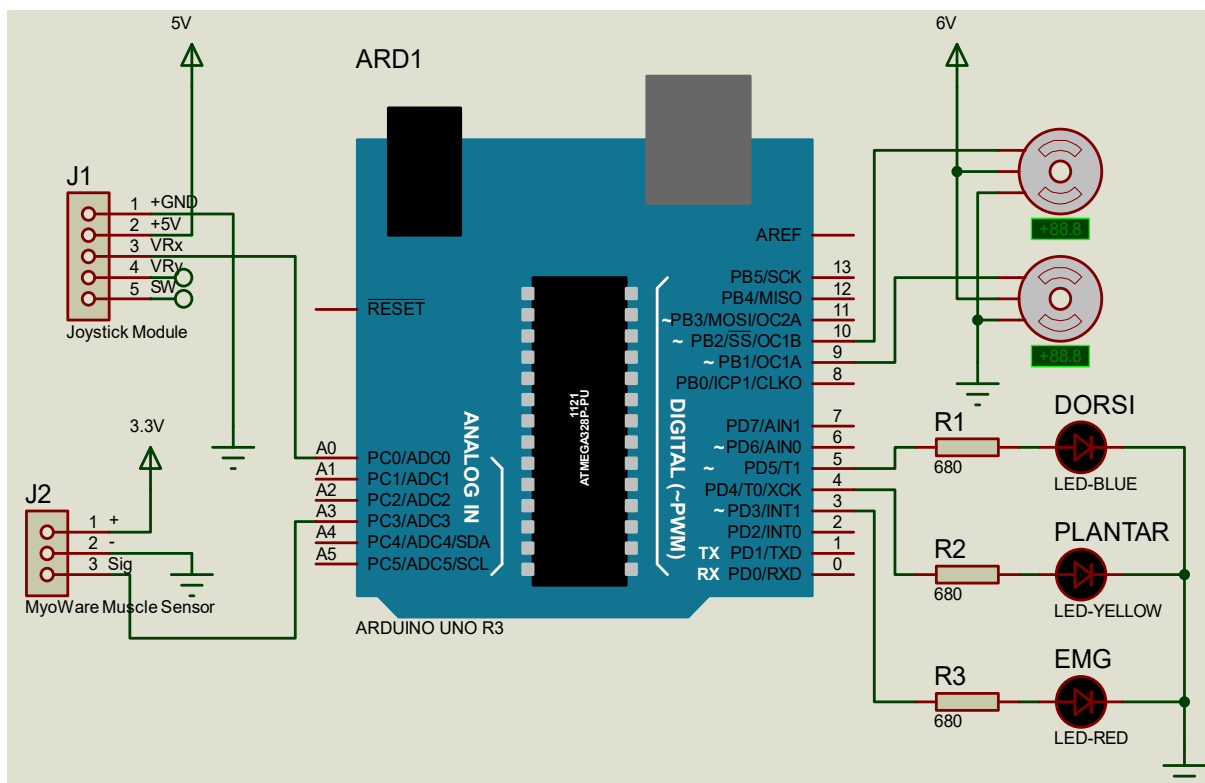 5V
6V
ARD1
J1
1 +GND
2 +5V
3 VRx
4 VRy
5 SW
Joystick Module
RESET
AREF
PB5/SCK 13
PB4/MISO 12
~PB3/MOSI/OC2A 11
~ PB2/SS/OC1B 10
~ PB1/OC1A 9
PB0/ICP1/CLKO 8
+88.8
+88.8
1121
ATMEGA328P-PU
ANALOG IN
DIGITAL (~PWM)
3.3V
J2
1 +
2 -
3 Sig
MyoWare Muscle Sensor
A0 PC0/ADC0
A1 PC1/ADC1
A2 PC2/ADC2
A3 PC3/ADC3
A4 PC4/ADC4/SDA
A5 PC5/ADC5/SCL
PD7/AIN1 7
~ PD6/AIN0 6
~ PD5/T1 5
PD4/T0/XCK 4
~ PD3/INT1 3
PD2/INT0 2
TX PD1/TXD 1
RX PD0/RXD 0
ARDUINO UNO R3
R1
680
DORSI
LED-BLUE
R2
680
PLANTAR
LED-YELLOW
R3
680
EMG
LED-RED